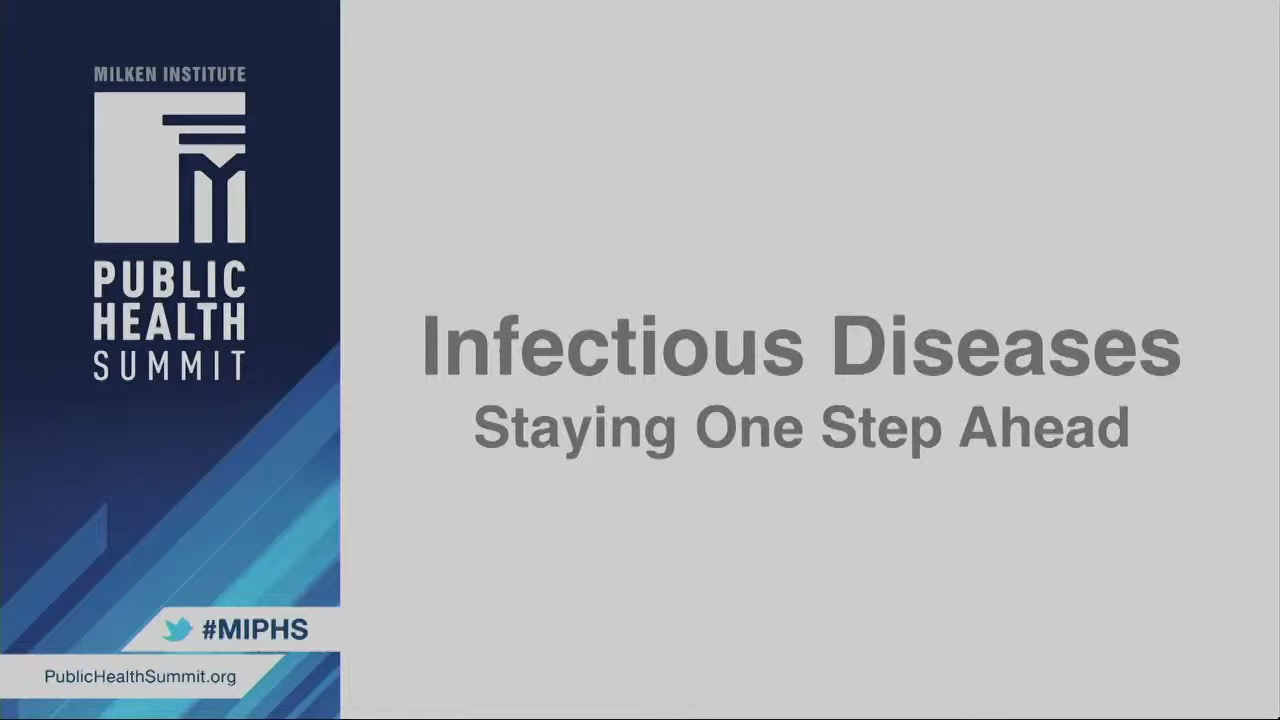 MILKEN INSTITUTE
PUBLIC
HEALTH
SUMMIT
#MIPHS
PublicHealthSummit.org
Infectious Diseases
Staying One Step Ahead